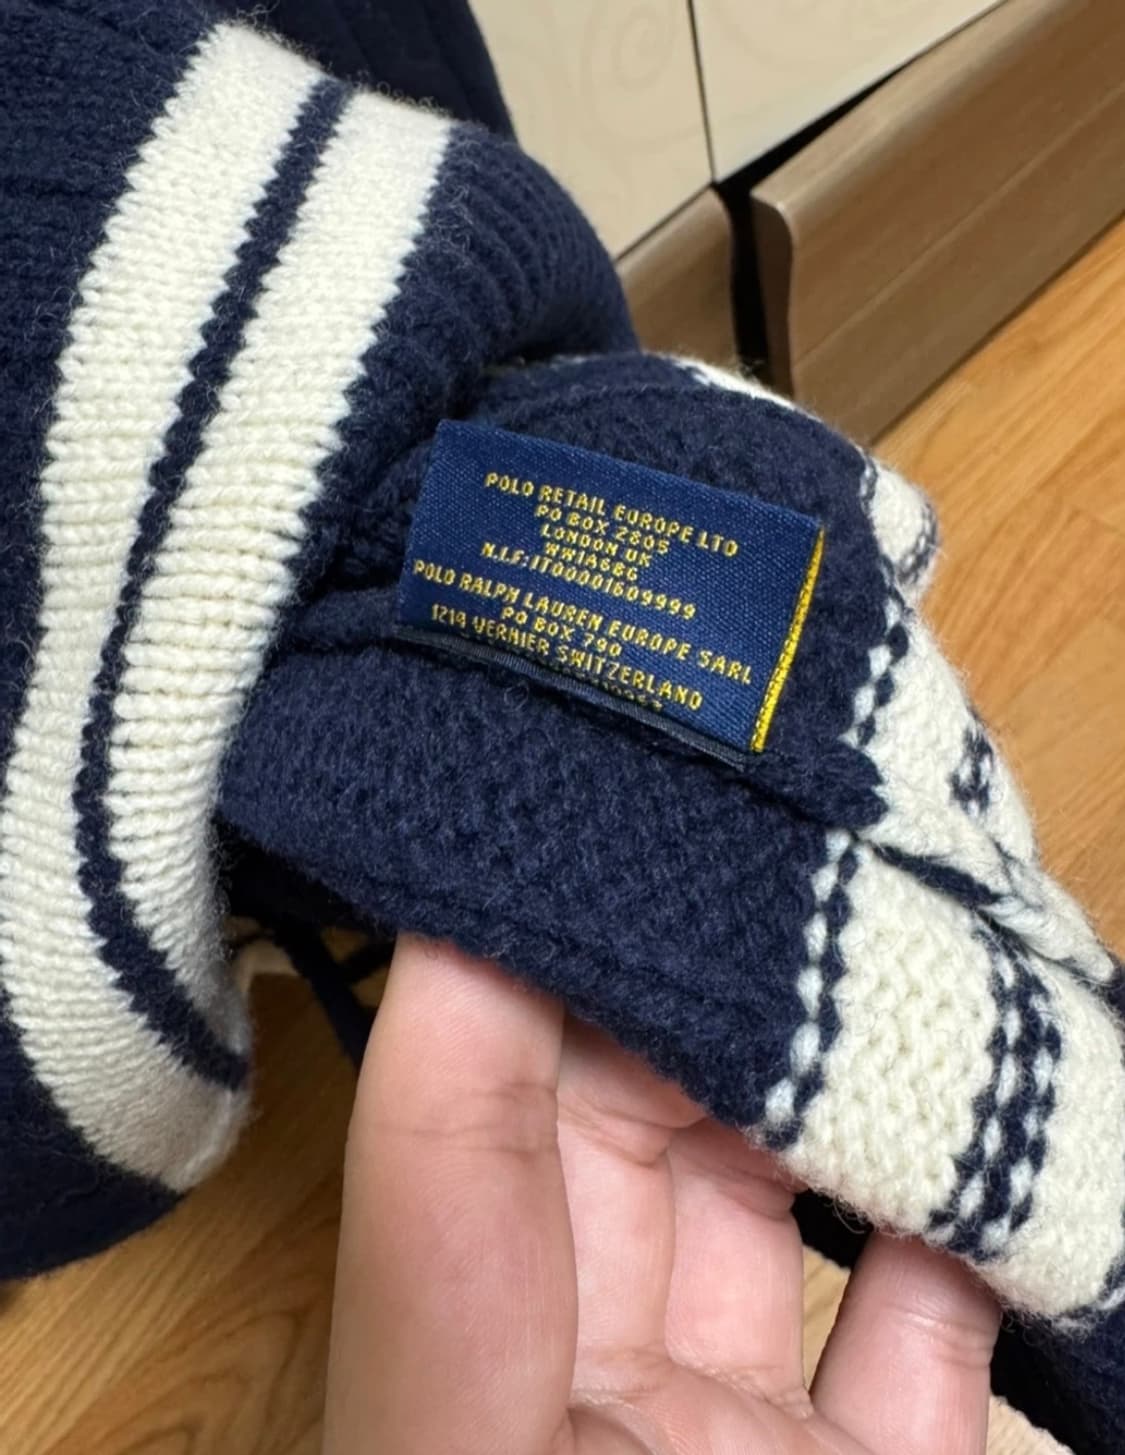 POLO RETAIL EUROPE LTD
PO BOX 2805
LONDON UK
WW1A68G
N.I.F:IT00001609999
POLO RALPH LAUREN EUROPE SARL
PO BOX 790
1214 VERNIER SWITZERLAND